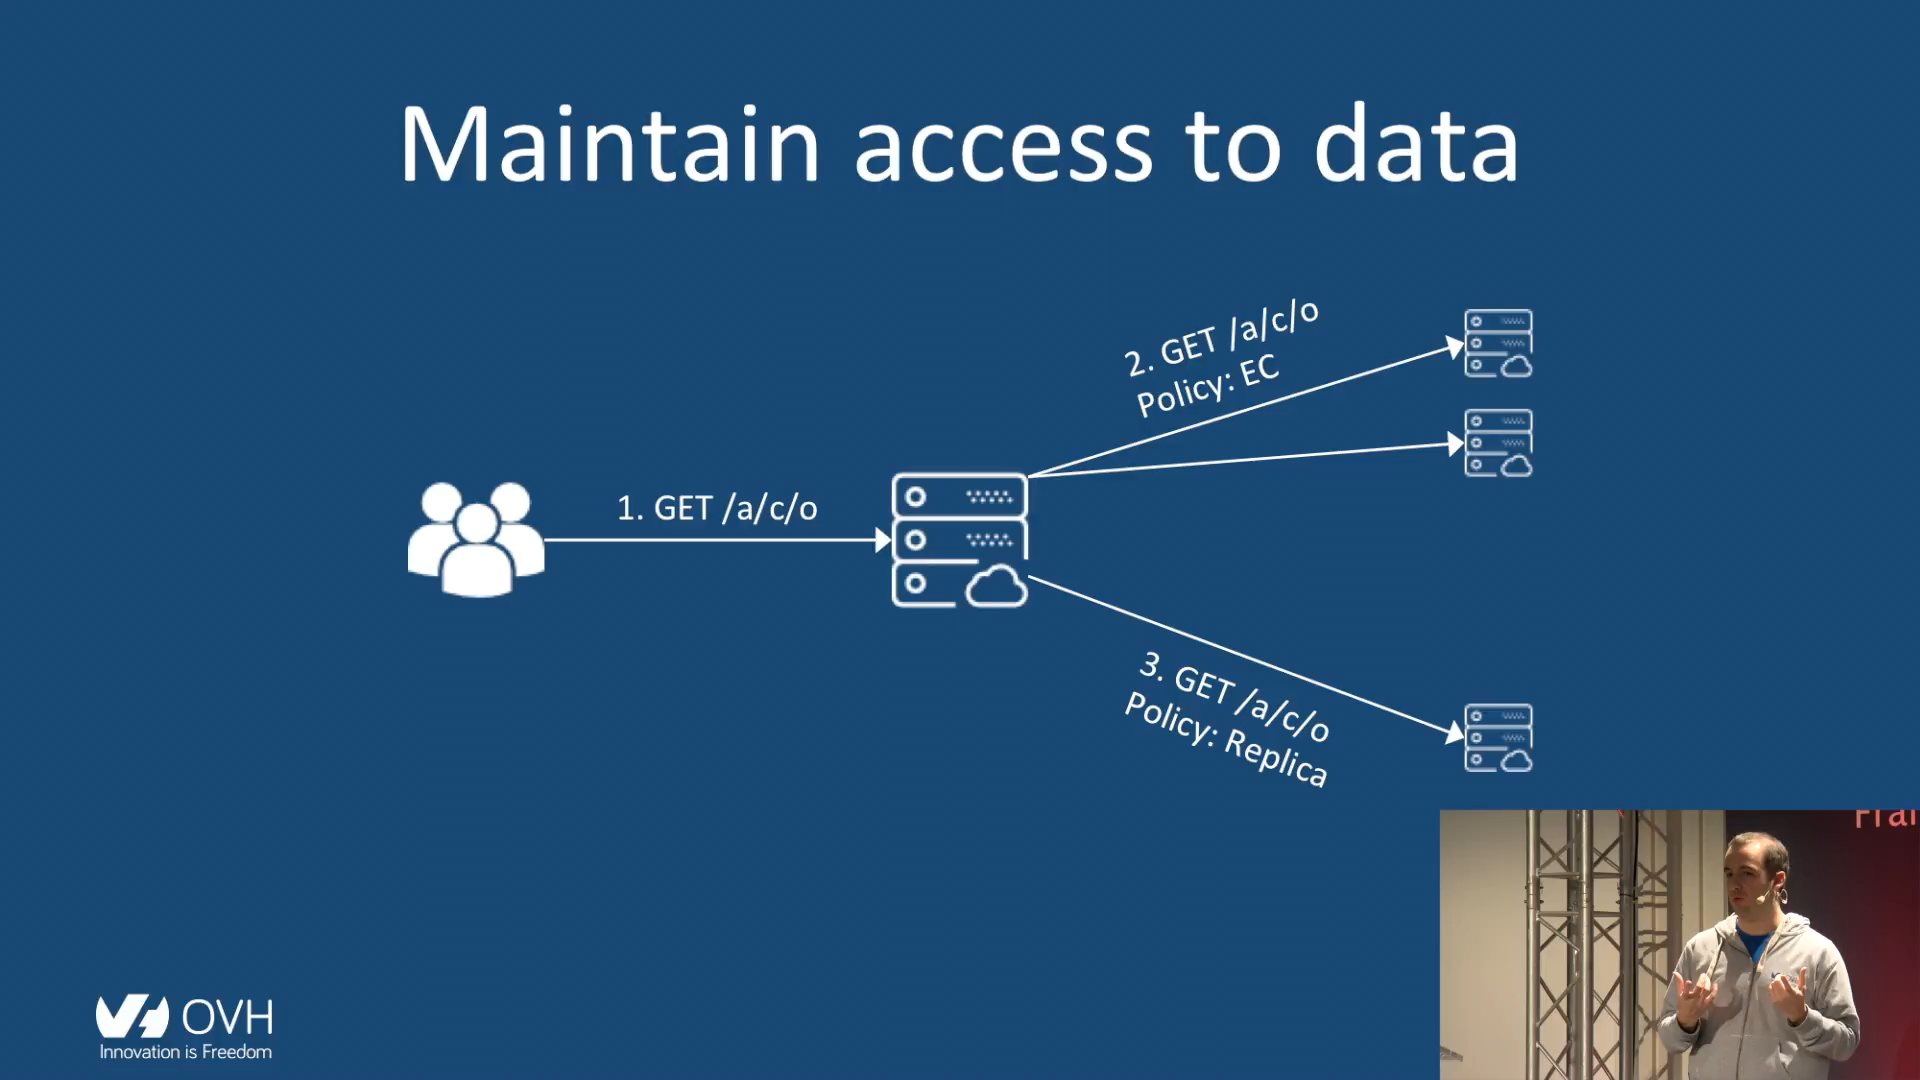 Maintain access to data
1. GET /a/c/o
2. GET /a/c/o
Policy: EC
3. GET /a/c/o
Policy: Replica
OVH
Innovation is Freedom